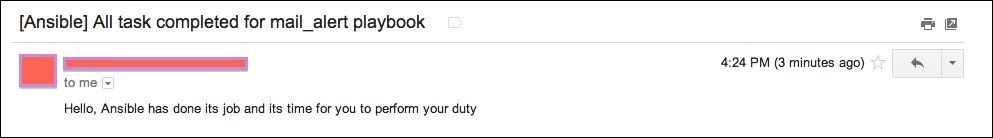 [Ansible] All task completed for mail_alert playbook
4:24 PM (3 minutes ago)
to me
Hello, Ansible has done its job and its time for you to perform your duty